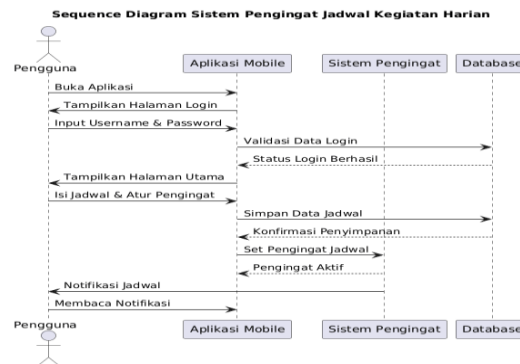 Sequence Diagram Sistem Pengingat Jadwal Kegiatan Harian
Pengguna
Aplikasi Mobile
Sistem Pengingat
Database
Buka Aplikasi
Tampilkan Halaman Login
Input Username & Password
Validasi Data Login
Status Login Berhasil
Tampilkan Halaman Utama
Isi Jadwal & Atur Pengingat
Simpan Data Jadwal
Konfirmasi Penyimpanan
Set Pengingat Jadwal
Pengingat Aktif
Notifikasi Jadwal
Membaca Notifikasi
Pengguna
Aplikasi Mobile
Sistem Pengingat
Database